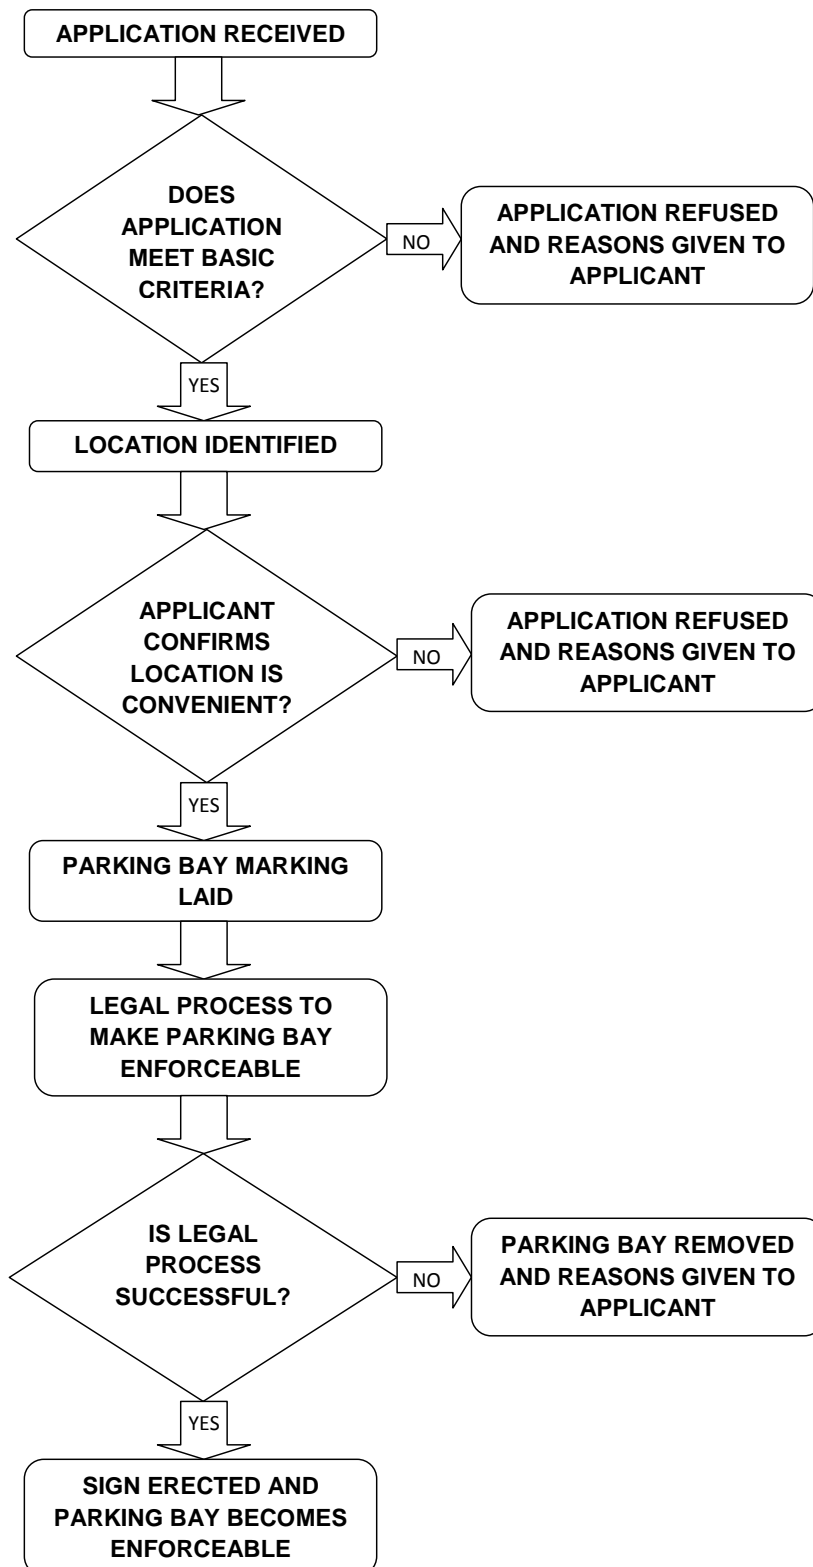 APPLICATION RECEIVED
DOES
APPLICATION
MEET BASIC
CRITERIA?
NO
APPLICATION REFUSED
AND REASONS GIVEN TO
APPLICANT
YES
LOCATION IDENTIFIED
APPLICANT
CONFIRMS
LOCATION IS
CONVENIENT?
NO
APPLICATION REFUSED
AND REASONS GIVEN TO
APPLICANT
YES
PARKING BAY MARKING
LAID
LEGAL PROCESS TO
MAKE PARKING BAY
ENFORCEABLE
IS LEGAL
PROCESS
SUCCESSFUL?
NO
PARKING BAY REMOVED
AND REASONS GIVEN TO
APPLICANT
YES
SIGN ERECTED AND
PARKING BAY BECOMES
ENFORCEABLE